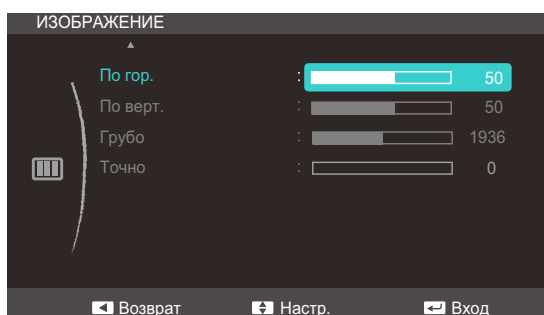 ИЗОБРАЖЕНИЕ
По гор. : 50
По верт. : 50
Грубо : 1936
Точно : 0
Возврат Настр. Вход